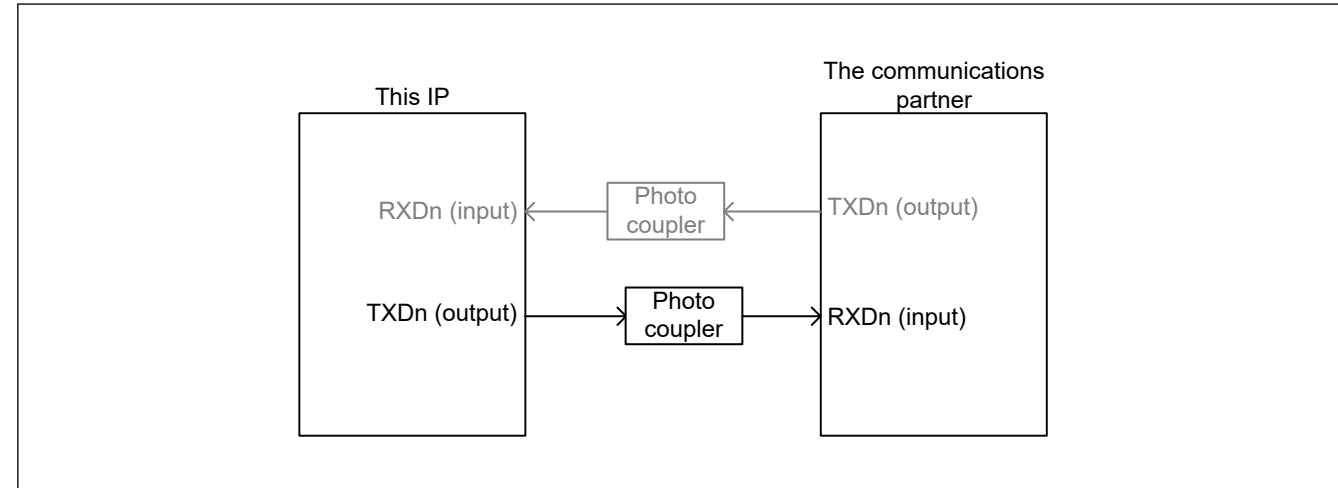 This IP
The communications
partner
RXDn (input)
Photo
coupler
TXDn (output)
TXDn (output)
Photo
coupler
RXDn (input)